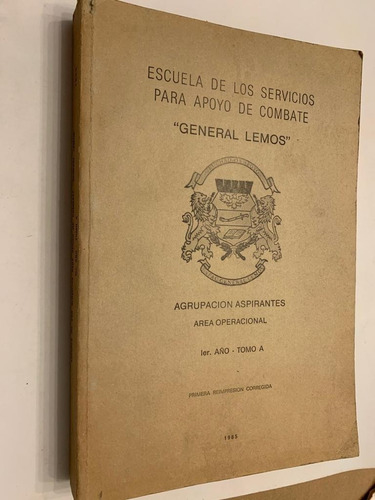 ESCUELA DE LOS SERVICIOS
PARA APOYO DE COMBATE
"GENERAL LEMOS"
AGRUPACION ASPIRANTES
AREA OPERACIONAL
1er. AÑO - TOMO A
PRIMERA REIMPRESION CORREGIDA